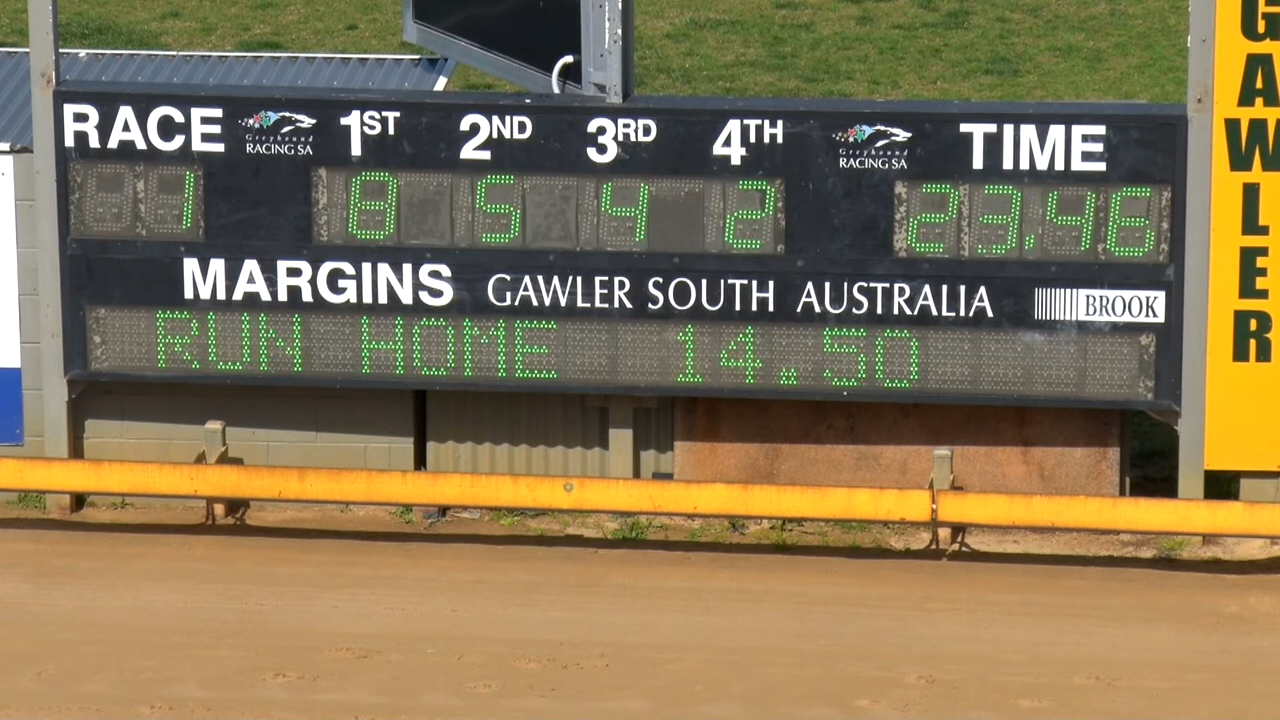 RACE Greyhound RACING SA 1ST 2ND 3RD 4TH Greyhound RACING SA TIME
1 8 5 4 2 23.46
MARGINS GAWLER SOUTH AUSTRALIA BROOK
RUN HOME 14.50
GAWLER